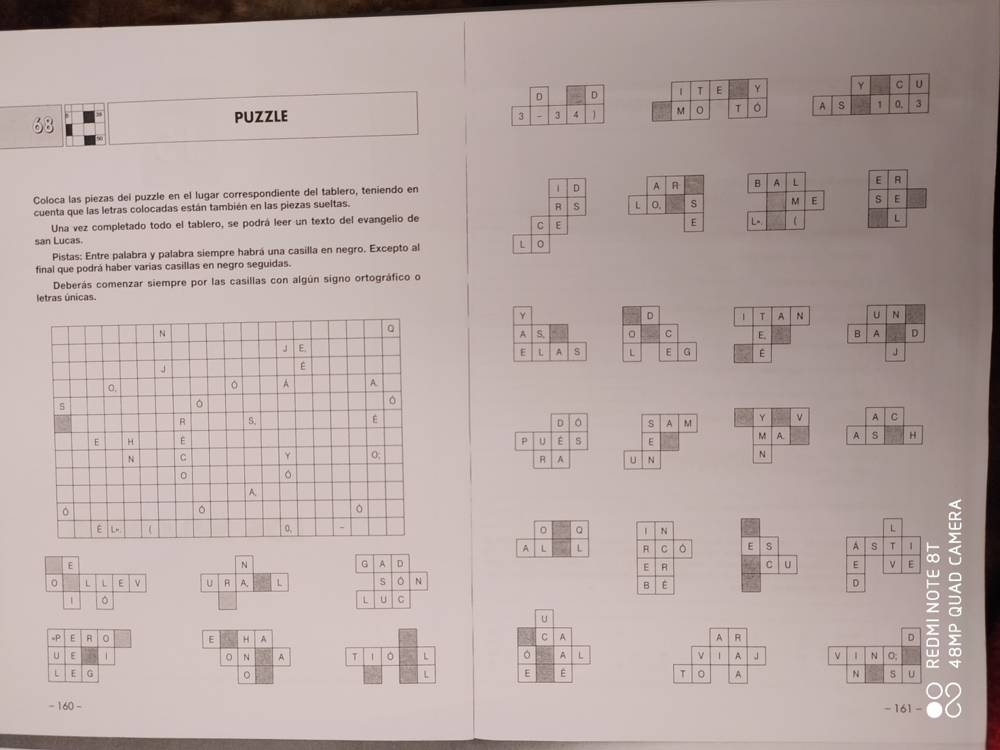 68
5
39
50
PUZZLE
Coloca las piezas del puzzle en el lugar correspondiente del tablero, teniendo en
cuenta que las letras colocadas están también en las piezas sueltas.
Una vez completado todo el tablero, se podrá leer un texto del evangelio de
san Lucas.
Pistas: Entre palabra y palabra siempre habrá una casilla en negro. Excepto al
final que podrá haber varias casillas en negro seguidas.
Deberás comenzar siempre por las casillas con algún signo ortográfico o
letras únicas.
N Q
J E,
J É
O, Ó Á A.
S Ó Ó
R S, É
E H É
N C Y O;
O Ó
A,
Ó Ó Ó
É L». ( 0, –
E
O L L E V
I Ó
N
U R A, L
G A D
S Ó N
L U C
«P E R O
U E I
L E G
E H A
O N A
O
T I Ó L
L
– 160 –
D D
3 – 3 4 )
I T E Y
M O T Ó
Y C U
A S 1 0, 3
I D
R S
C E
L O
A R
L O, S
E
B A L
M E
L». (
E R
S E
L
Y
A S,
E L A S
D
O C
L E G
I T A N
E,
É
U N
B A D
J
D Ó
P U É S
R A
S A M
E
U N
Y V
M A.
N
A C
A S H
O Q
A L L
I N
R C Ó
E R
B É
E S
C U
L
Á S T I
E V E
D
U
C A
Ó A L
E É
A R
V I A J
T O A
D
V I N O;
N S U
– 161 –
REDMI NOTE 8T
48MP QUAD CAMERA